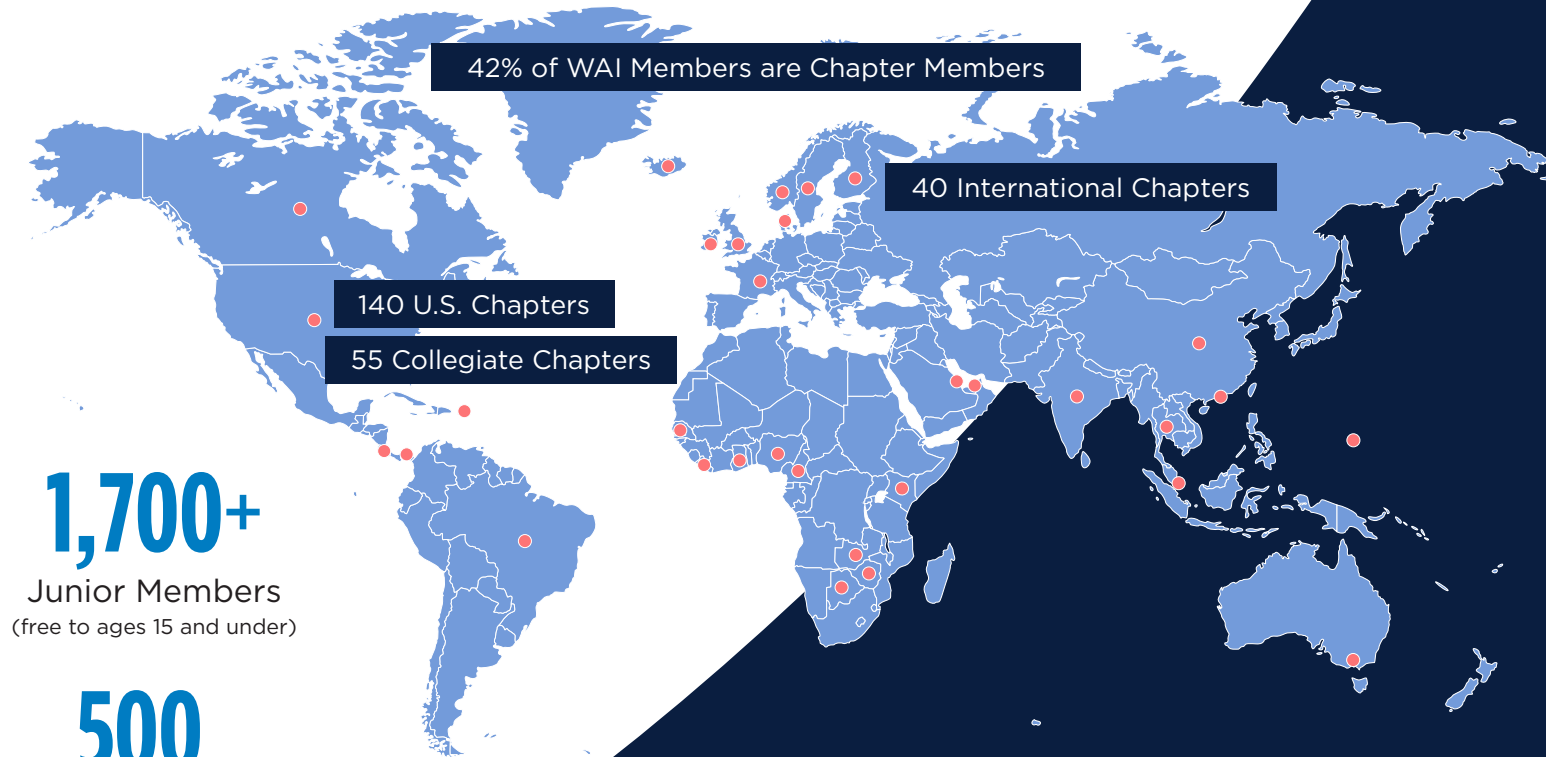 42% of WAI Members are Chapter Members
40 International Chapters
140 U.S. Chapters
55 Collegiate Chapters
1,700+
Junior Members
(free to ages 15 and under)
500